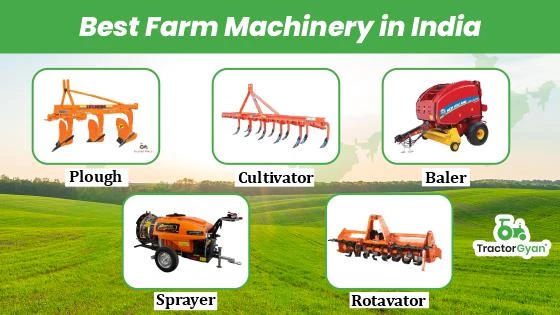 Best Farm Machinery in India
Plough
Cultivator
Baler
Sprayer
Rotavator
TractorGyan